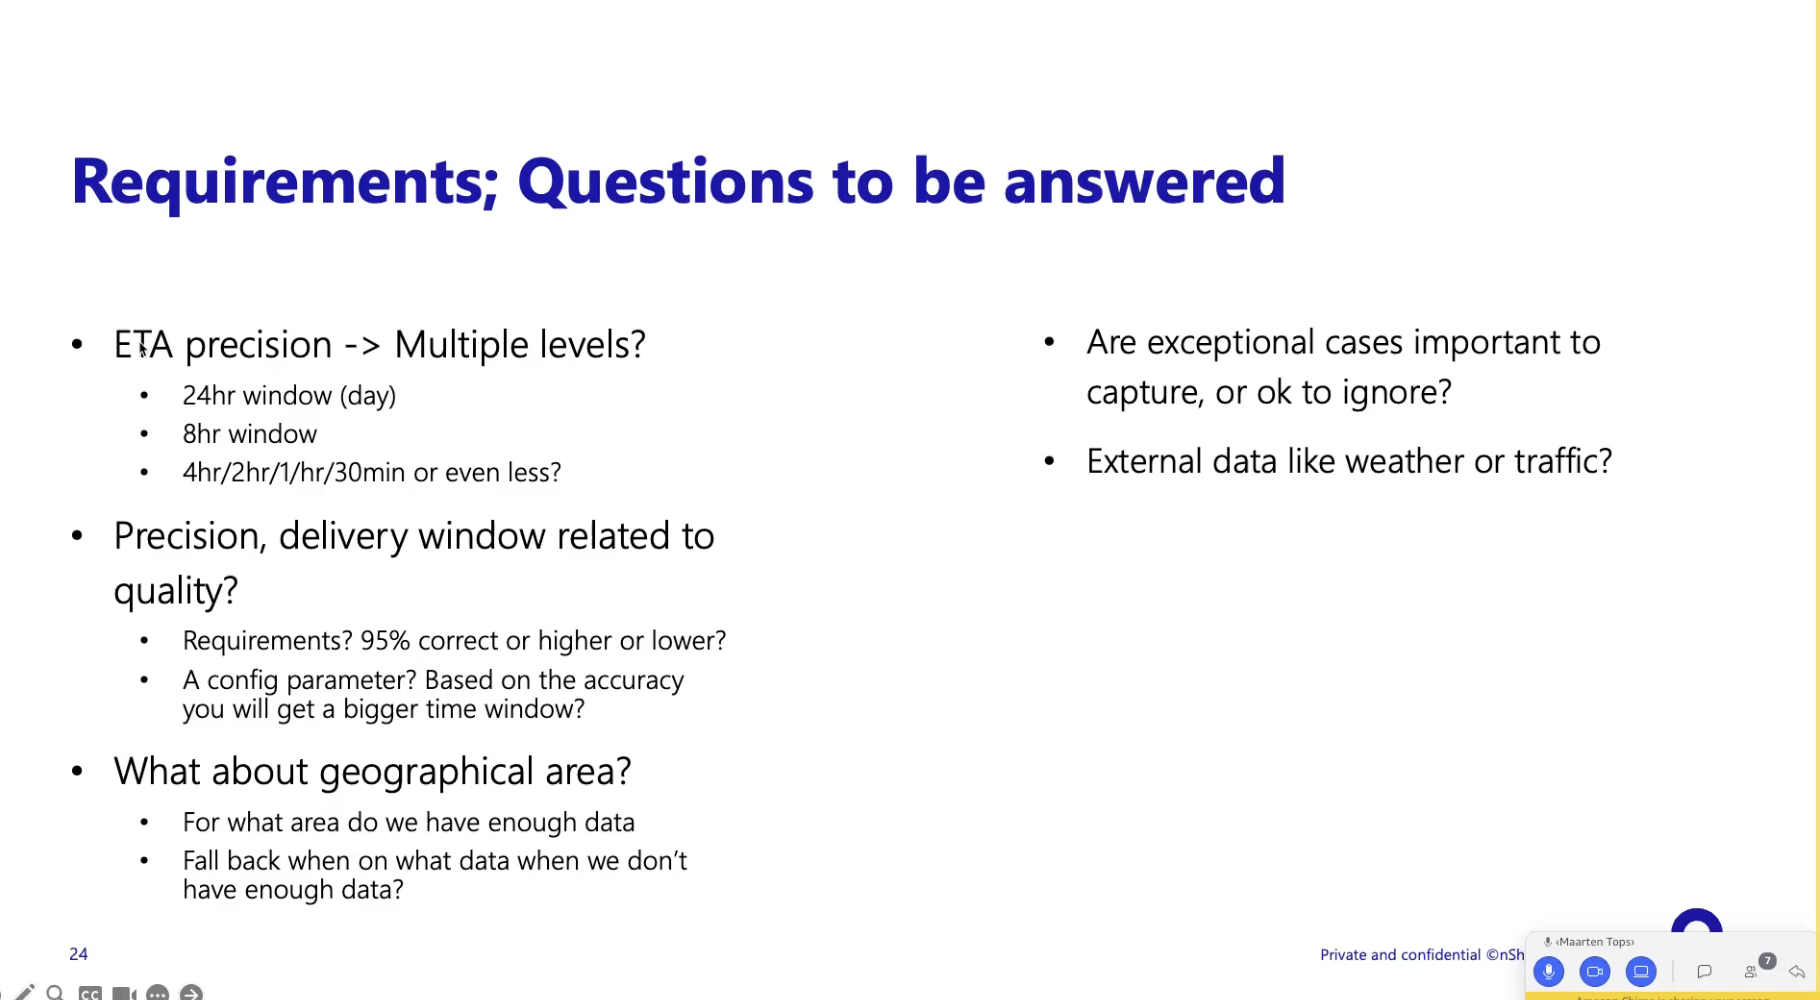 Requirements; Questions to be answered
• ETA precision -> Multiple levels?
• 24hr window (day)
• 8hr window
• 4hr/2hr/1/hr/30min or even less?
• Precision, delivery window related to
quality?
• Requirements? 95% correct or higher or lower?
• A config parameter? Based on the accuracy
you will get a bigger time window?
• What about geographical area?
• For what area do we have enough data
• Fall back when on what data when we don’t
have enough data?
• Are exceptional cases important to
capture, or ok to ignore?
• External data like weather or traffic?
24
Private and confidential ©nSh
‹Maarten Tops›
7
CC